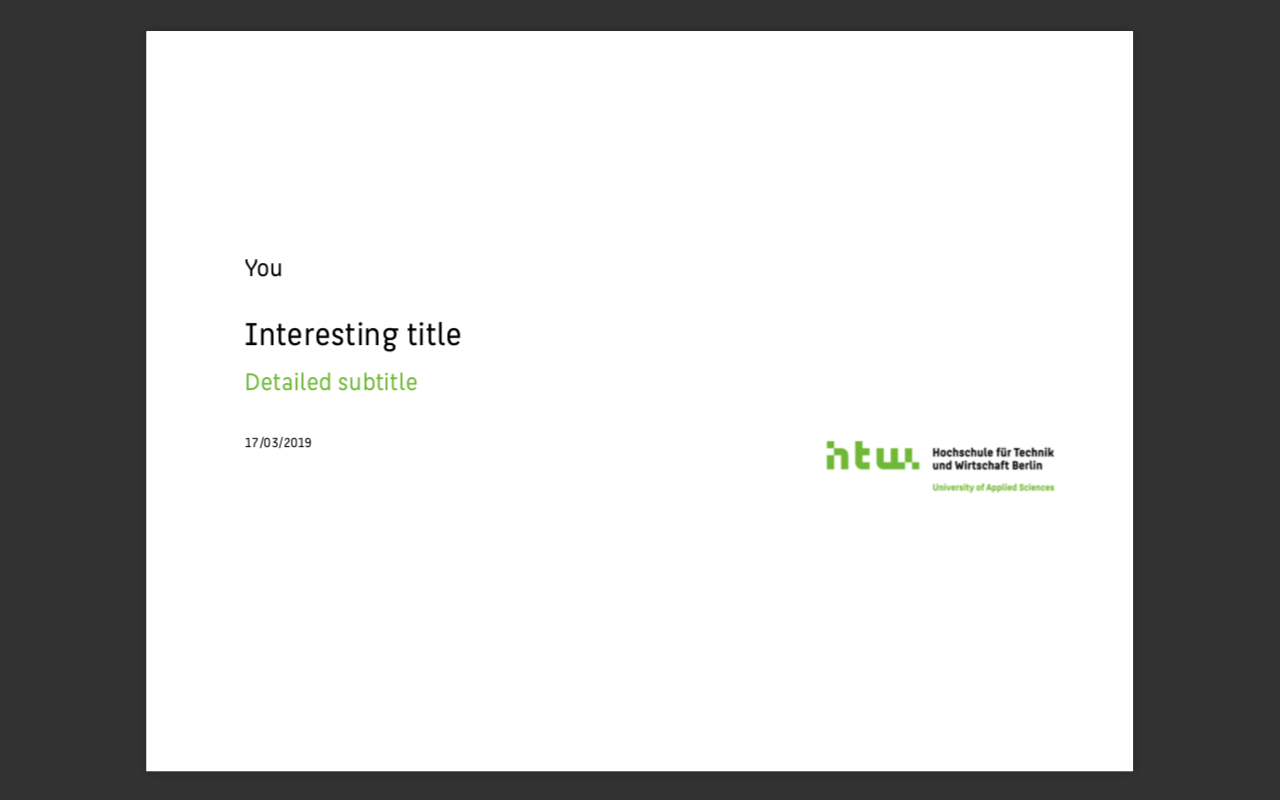 You
Interesting title
Detailed subtitle
17/03/2019
htw.
Hochschule für Technik
und Wirtschaft Berlin
University of Applied Sciences